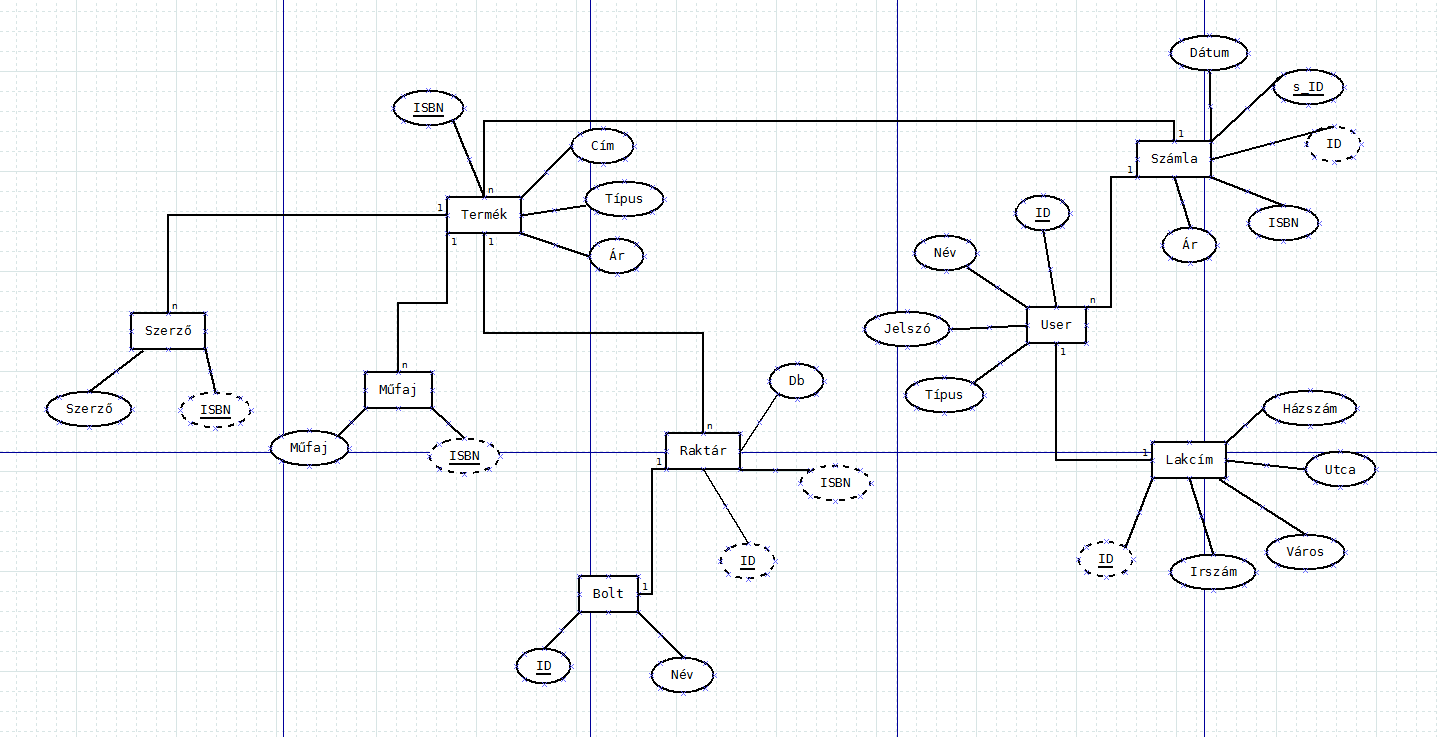 Dátum
s_ID
ISBN
1
Cím
ID
Számla
1
n
Típus
ID
1
Termék
1
ISBN
1
1
Ár
Név
Ár
n
n
Szerző
User
Jelszó
1
n
Műfaj
Db
Típus
Szerző
ISBN
Házszám
n
Műfaj
ISBN
Raktár
1
1
Lakcím
Utca
ISBN
ID
ID
Irszám
Város
Bolt
1
ID
Név